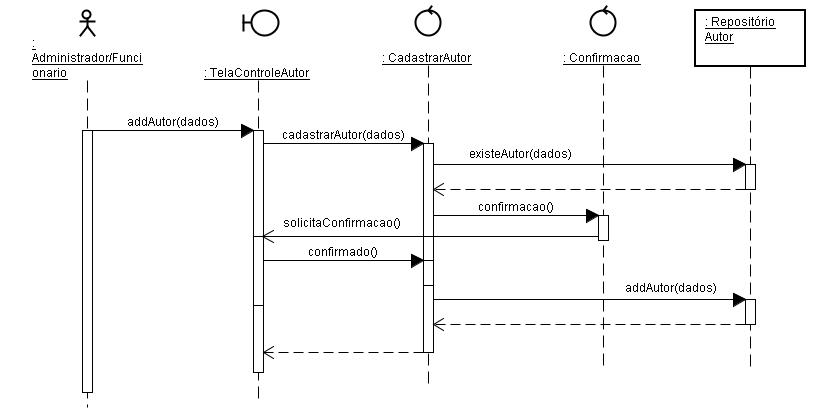 :
Administrador/Funci
onario
: TelaControleAutor
: CadastrarAutor
: Confirmacao
: Repositório
Autor
addAutor(dados)
cadastrarAutor(dados)
existeAutor(dados)
confirmacao()
solicitaConfirmacao()
confirmado()
addAutor(dados)